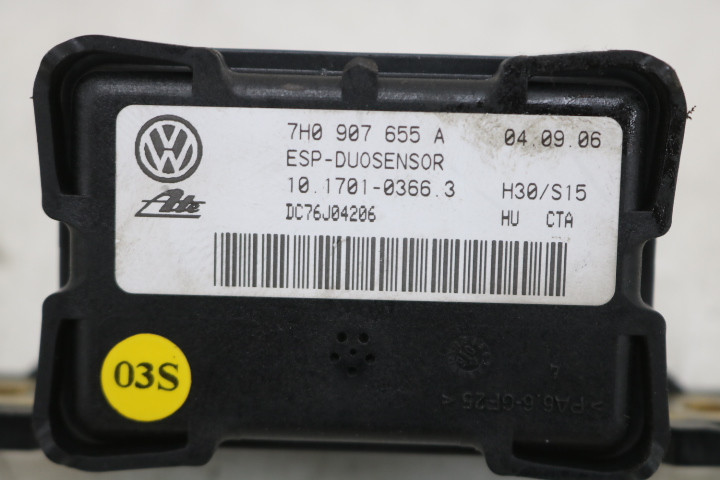 7H0 907 655 A 04.09.06
ESP-DUOSENSOR
10.1701-0366.3 H30/S15
DC76J04206 HU CTA
Ate
03S
>PA6.6-GF25<